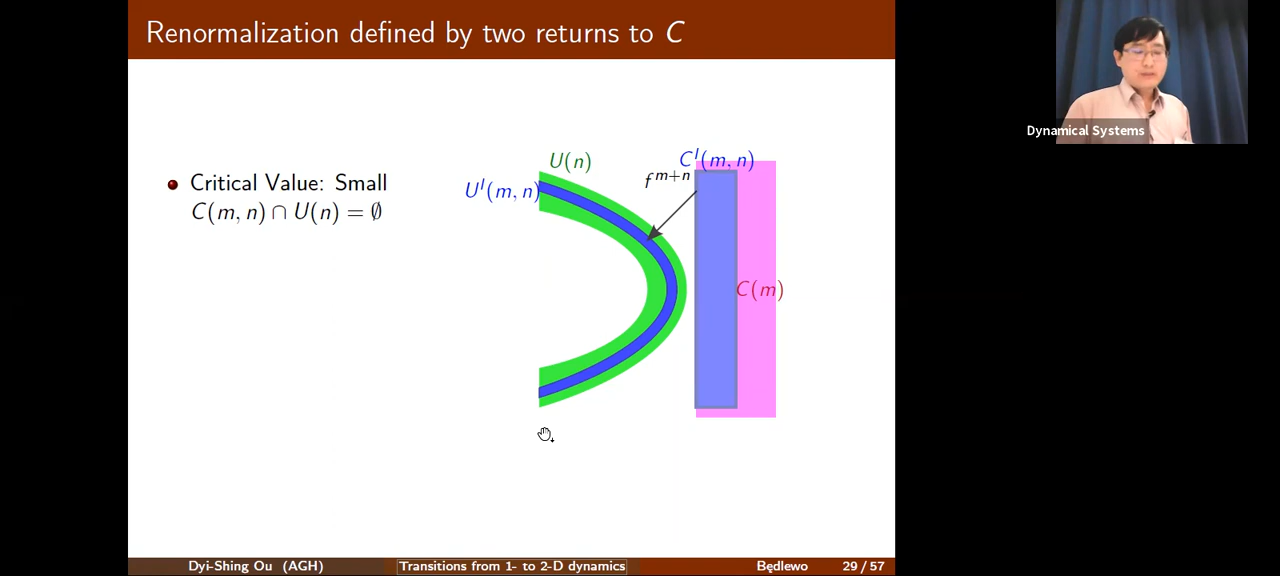 Renormalization defined by two returns to C
Dynamical Systems
Critical Value: Small
C(m, n) ∩ U(n) = ∅
U(n)
C^I(m, n)
f^{m+n}
U^I(m, n)
C(m)
Dyi-Shing Ou (AGH)
Transitions from 1- to 2-D dynamics
Będlewo
29 / 57